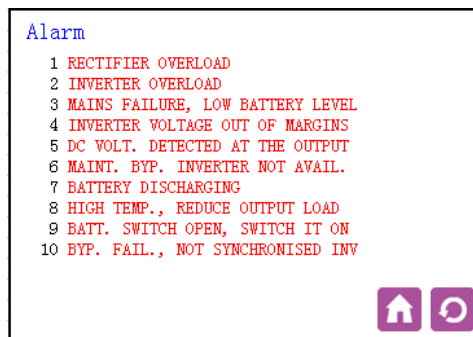 Alarm
1 RECTIFIER OVERLOAD
2 INVERTER OVERLOAD
3 MAINS FAILURE, LOW BATTERY LEVEL
4 INVERTER VOLTAGE OUT OF MARGINS
5 DC VOLT. DETECTED AT THE OUTPUT
6 MAINT. BYP. INVERTER NOT AVAIL.
7 BATTERY DISCHARGING
8 HIGH TEMP., REDUCE OUTPUT LOAD
9 BATT. SWITCH OPEN, SWITCH IT ON
10 BYP. FAIL., NOT SYNCHRONISED INV